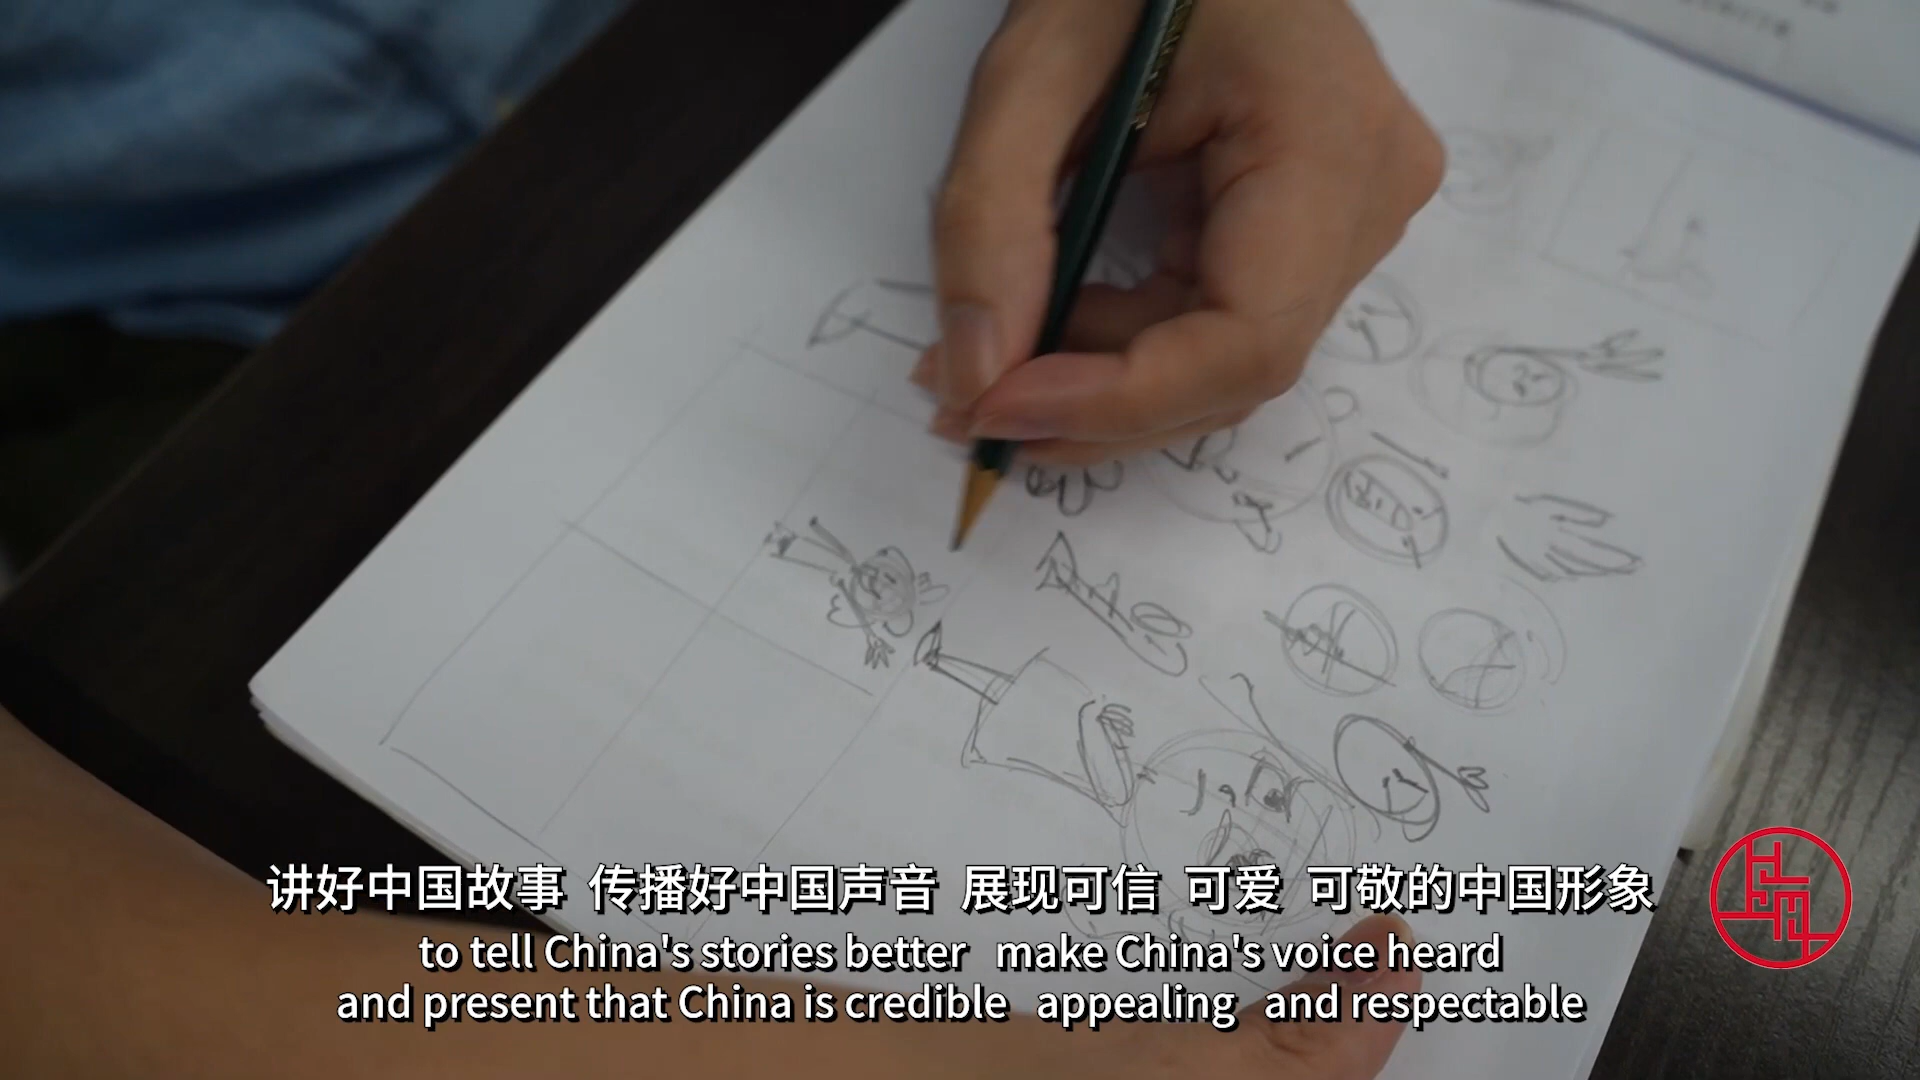 讲好中国故事 传播好中国声音 展现可信 可爱 可敬的中国形象
to tell China's stories better make China's voice heard
and present that China is credible appealing and respectable